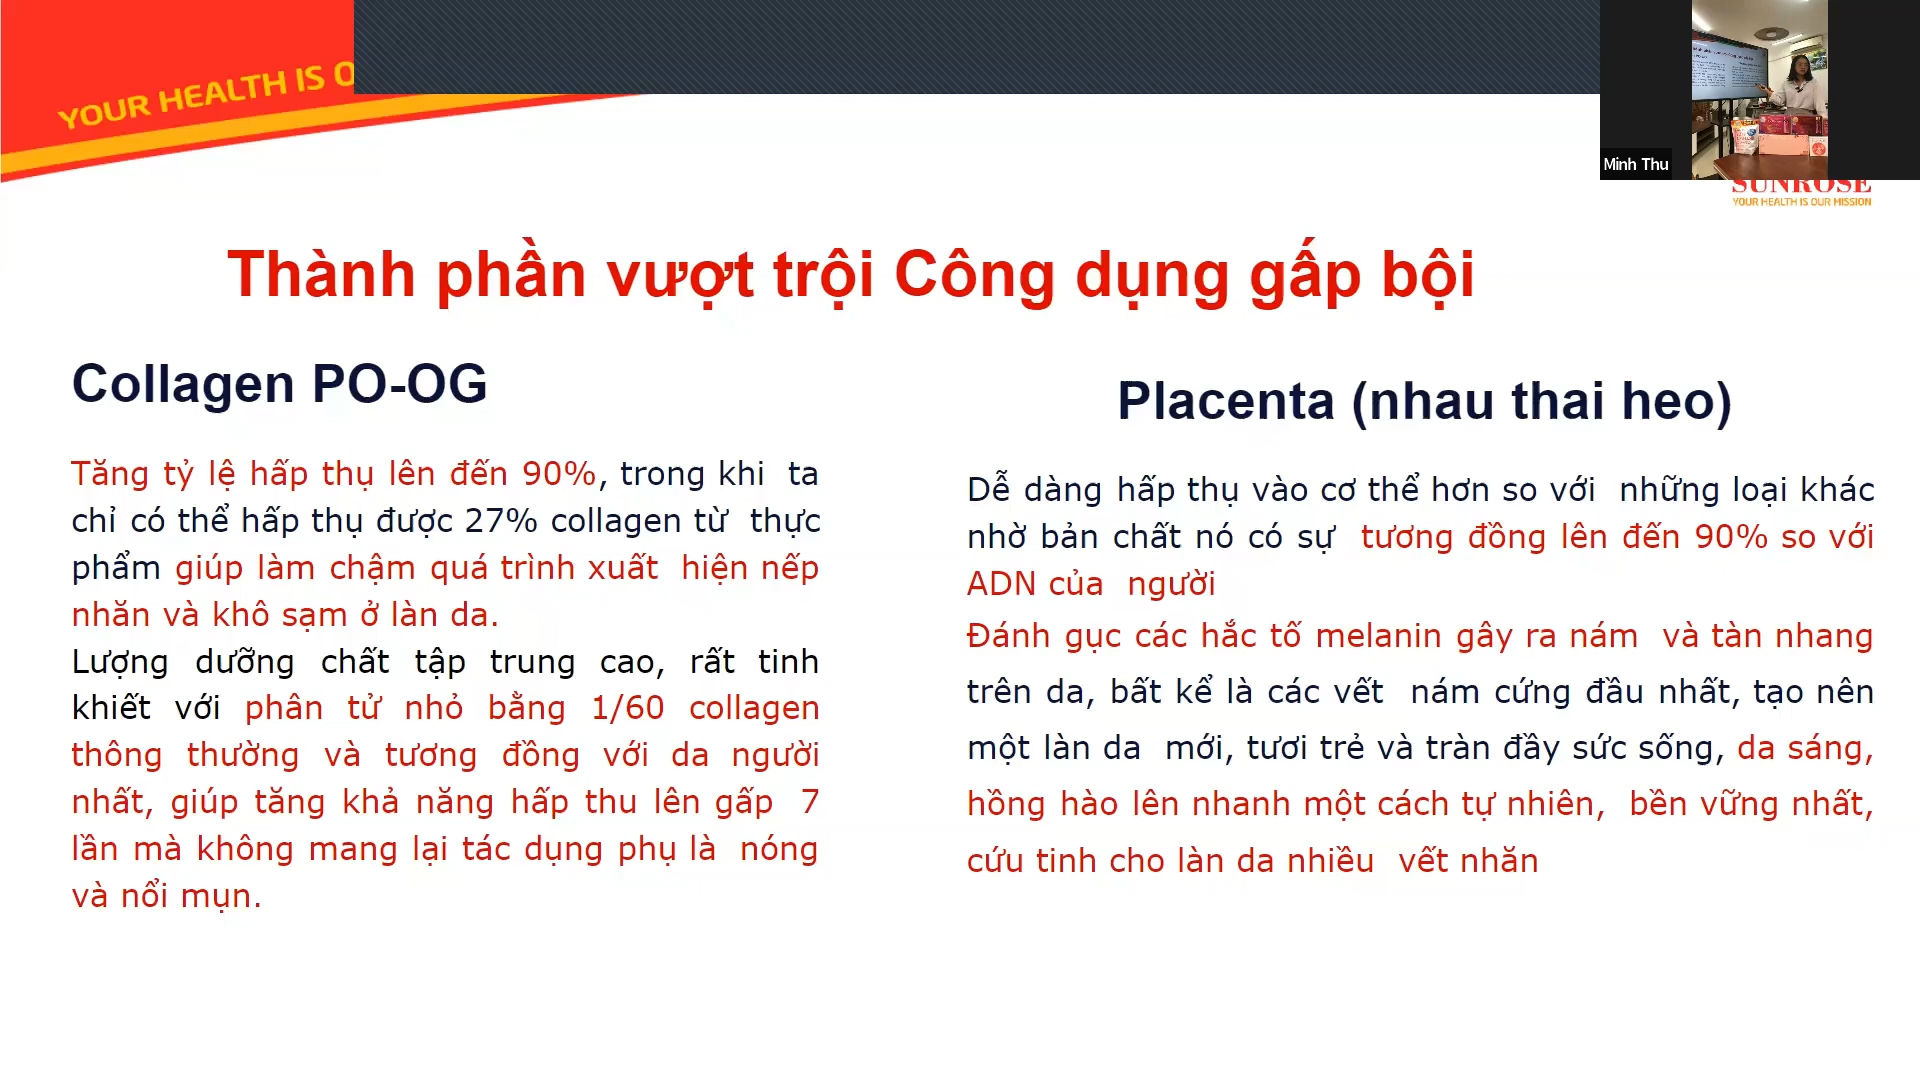 YOUR HEALTH IS O
Minh Thu
SUNROSE
YOUR HEALTH IS OUR MISSION
Thành phần vượt trội Công dụng gấp bội
Collagen PO-OG
Tăng tỷ lệ hấp thụ lên đến 90%, trong khi ta
chỉ có thể hấp thụ được 27% collagen từ thực
phẩm giúp làm chậm quá trình xuất hiện nếp
nhăn và khô sạm ở làn da.
Lượng dưỡng chất tập trung cao, rất tinh
khiết với phân tử nhỏ bằng 1/60 collagen
thông thường và tương đồng với da người
nhất, giúp tăng khả năng hấp thu lên gấp 7
lần mà không mang lại tác dụng phụ là nóng
và nổi mụn.
Placenta (nhau thai heo)
Dễ dàng hấp thụ vào cơ thể hơn so với những loại khác
nhờ bản chất nó có sự tương đồng lên đến 90% so với
ADN của người
Đánh gục các hắc tố melanin gây ra nám và tàn nhang
trên da, bất kể là các vết nám cứng đầu nhất, tạo nên
một làn da mới, tươi trẻ và tràn đầy sức sống, da sáng,
hồng hào lên nhanh một cách tự nhiên, bền vững nhất,
cứu tinh cho làn da nhiều vết nhăn